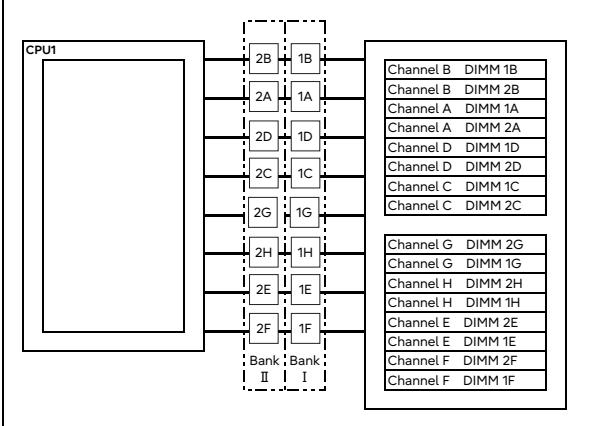 CPU1
2B 1B
2A 1A
2D 1D
2C 1C
2G 1G
2H 1H
2E 1E
2F 1F
Bank Bank
II I
Channel B DIMM 1B
Channel B DIMM 2B
Channel A DIMM 1A
Channel A DIMM 2A
Channel D DIMM 1D
Channel D DIMM 2D
Channel C DIMM 1C
Channel C DIMM 2C
Channel G DIMM 2G
Channel G DIMM 1G
Channel H DIMM 2H
Channel H DIMM 1H
Channel E DIMM 2E
Channel E DIMM 1E
Channel F DIMM 2F
Channel F DIMM 1F